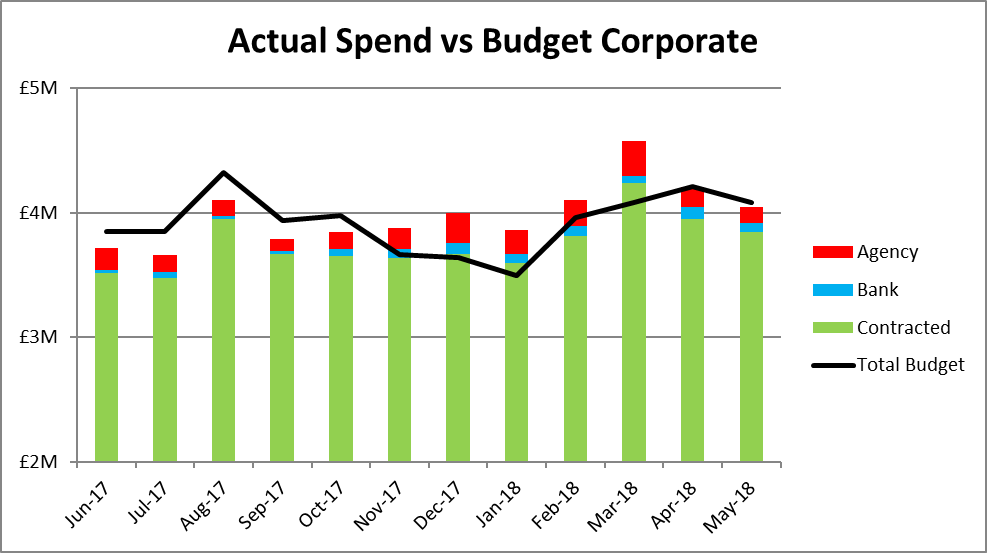 Actual Spend vs Budget Corporate
£5M
£4M
£3M
£2M
Jun-17
Jul-17
Aug-17
Sep-17
Oct-17
Nov-17
Dec-17
Jan-18
Feb-18
Mar-18
Apr-18
May-18
Agency
Bank
Contracted
Total Budget